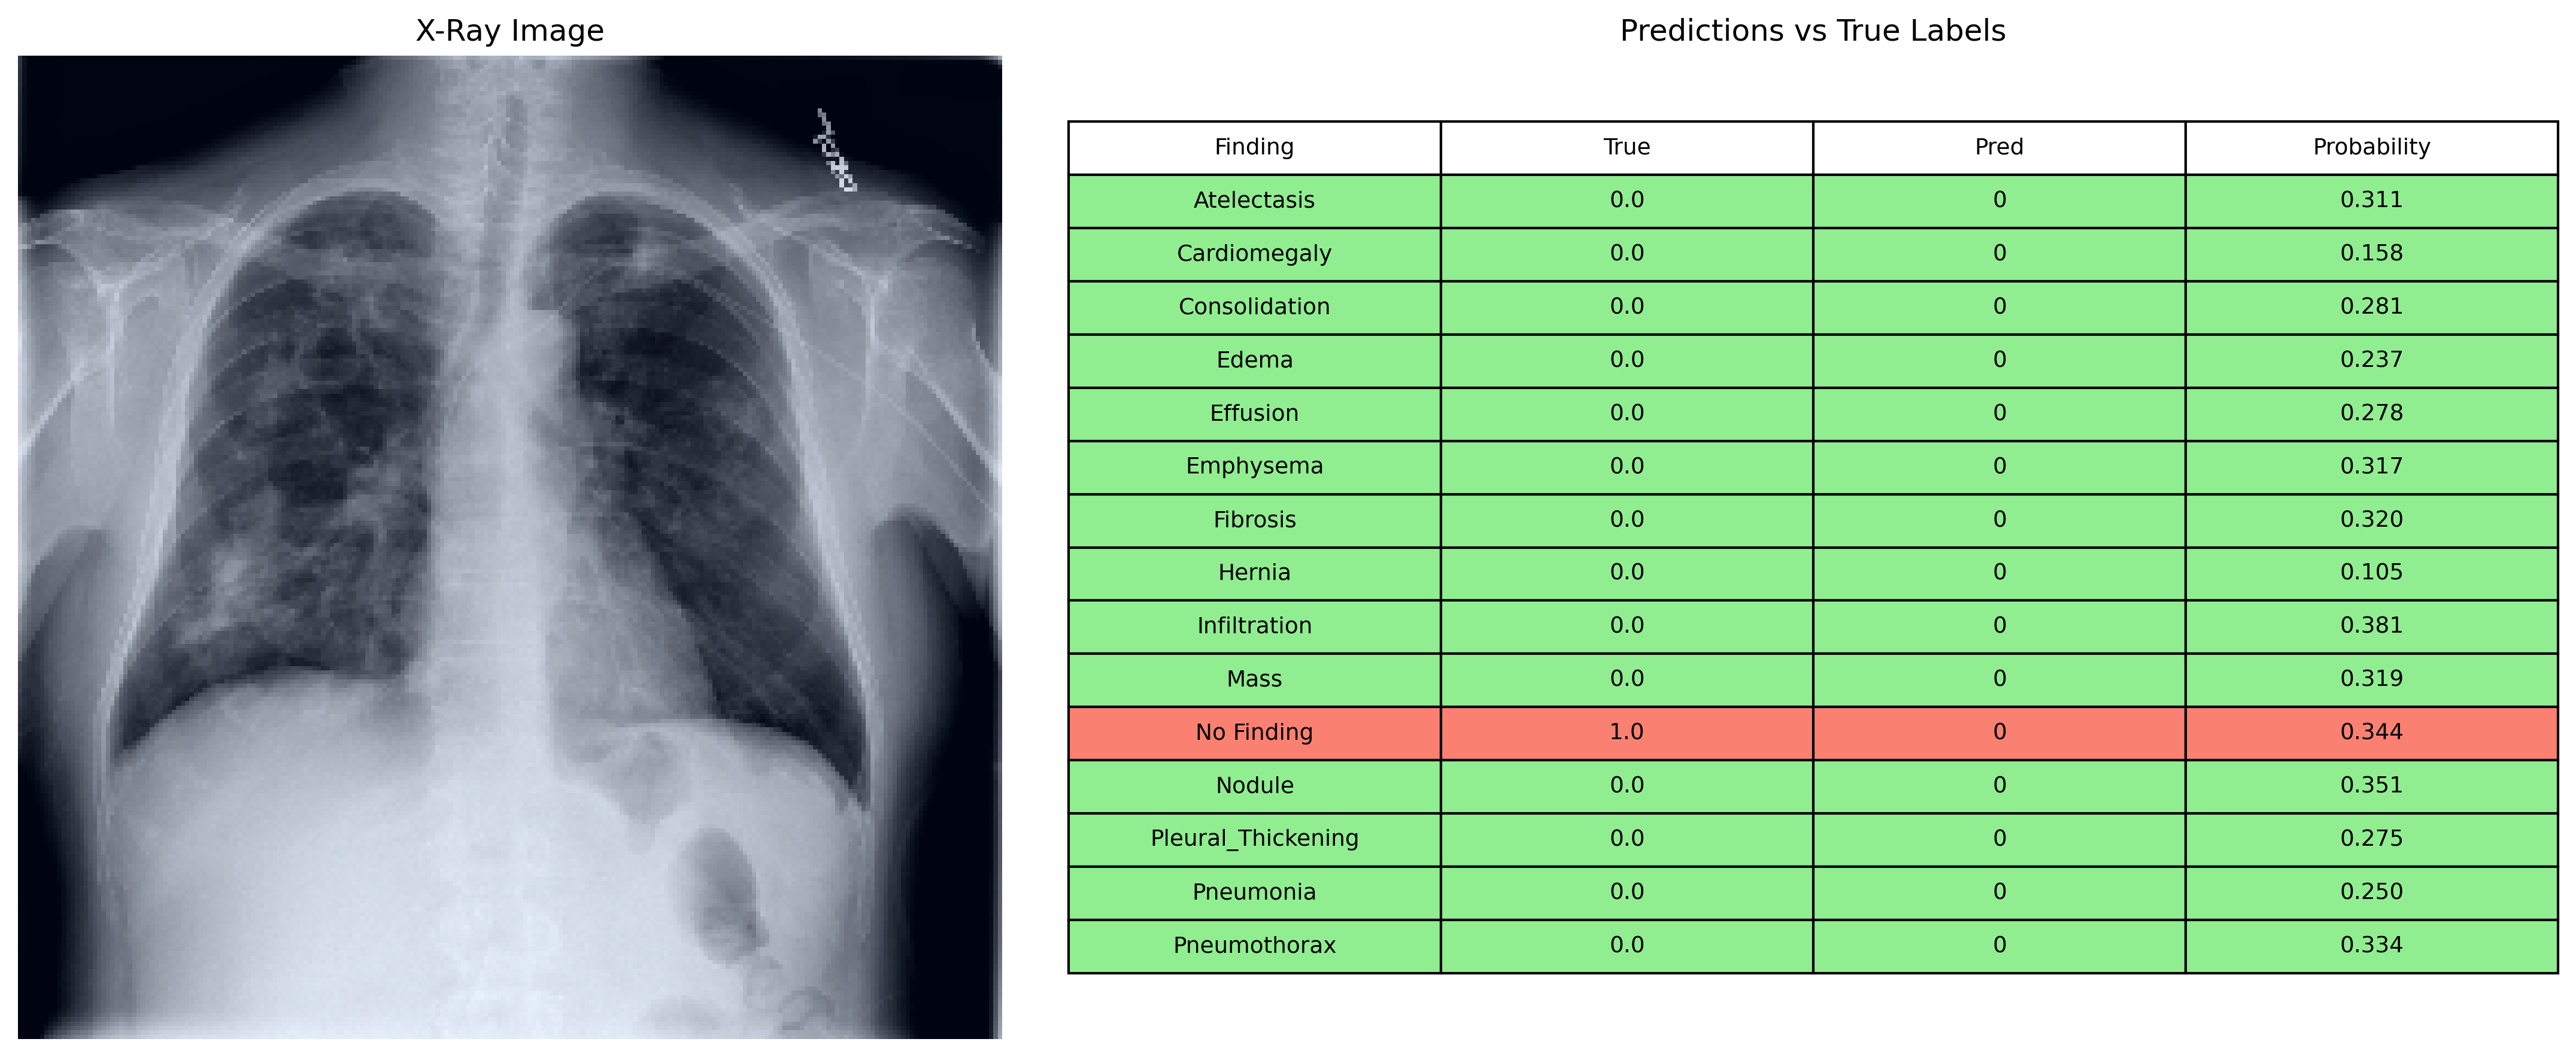 X-Ray Image
Predictions vs True Labels
Finding True Pred Probability
Atelectasis 0.0 0 0.311
Cardiomegaly 0.0 0 0.158
Consolidation 0.0 0 0.281
Edema 0.0 0 0.237
Effusion 0.0 0 0.278
Emphysema 0.0 0 0.317
Fibrosis 0.0 0 0.320
Hernia 0.0 0 0.105
Infiltration 0.0 0 0.381
Mass 0.0 0 0.319
No Finding 1.0 0 0.344
Nodule 0.0 0 0.351
Pleural_Thickening 0.0 0 0.275
Pneumonia 0.0 0 0.250
Pneumothorax 0.0 0 0.334